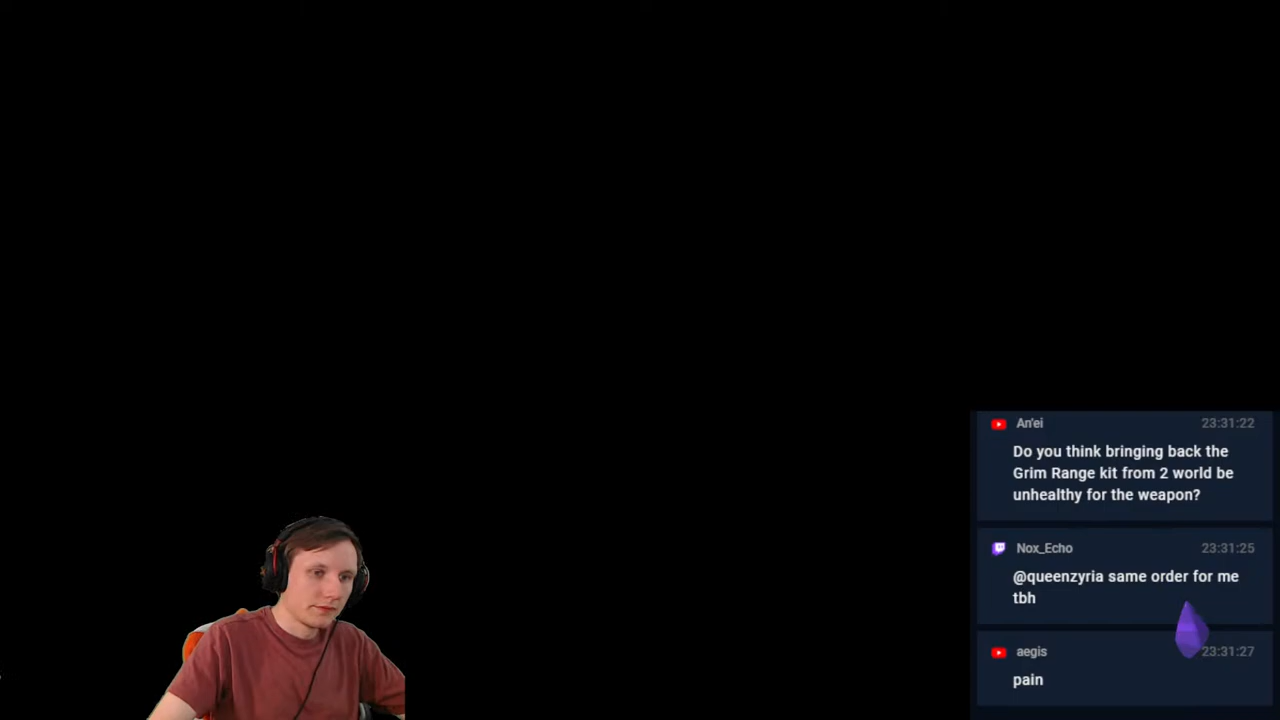 An'ei 23:31:22
Do you think bringing back the
Grim Range kit from 2 world be
unhealthy for the weapon?
Nox_Echo 23:31:25
@queenzyria same order for me
tbh
aegis 23:31:27
pain